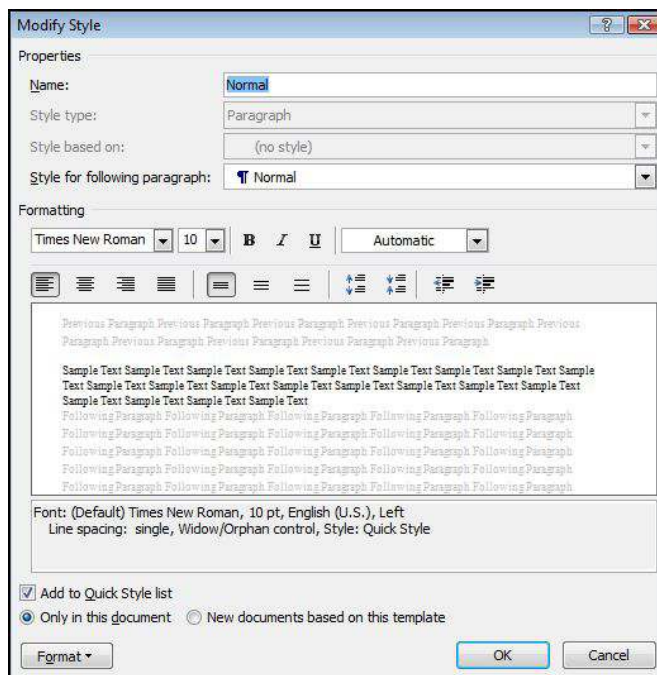 Modify Style
Properties
Name: Normal
Style type: Paragraph
Style based on: (no style)
Style for following paragraph: ¶ Normal
Formatting
Times New Roman 10 B I U Automatic
Previous Paragraph Previous Paragraph Previous Paragraph Previous Paragraph Previous Paragraph Previous
Paragraph Previous Paragraph Previous Paragraph Previous Paragraph Previous Paragraph
Sample Text Sample Text Sample Text Sample Text Sample Text Sample Text Sample Text Sample Text Sample
Text Sample Text Sample Text Sample Text Sample Text Sample Text Sample Text Sample Text Sample Text
Sample Text Sample Text Sample Text Sample Text
Following Paragraph Following Paragraph Following Paragraph Following Paragraph Following Paragraph
Following Paragraph Following Paragraph Following Paragraph Following Paragraph Following Paragraph
Following Paragraph Following Paragraph Following Paragraph Following Paragraph Following Paragraph
Following Paragraph Following Paragraph Following Paragraph Following Paragraph Following Paragraph
Following Paragraph Following Paragraph Following Paragraph Following Paragraph Following Paragraph
Font: (Default) Times New Roman, 10 pt, English (U.S.), Left
Line spacing: single, Widow/Orphan control, Style: Quick Style
Add to Quick Style list
Only in this document New documents based on this template
Format OK Cancel